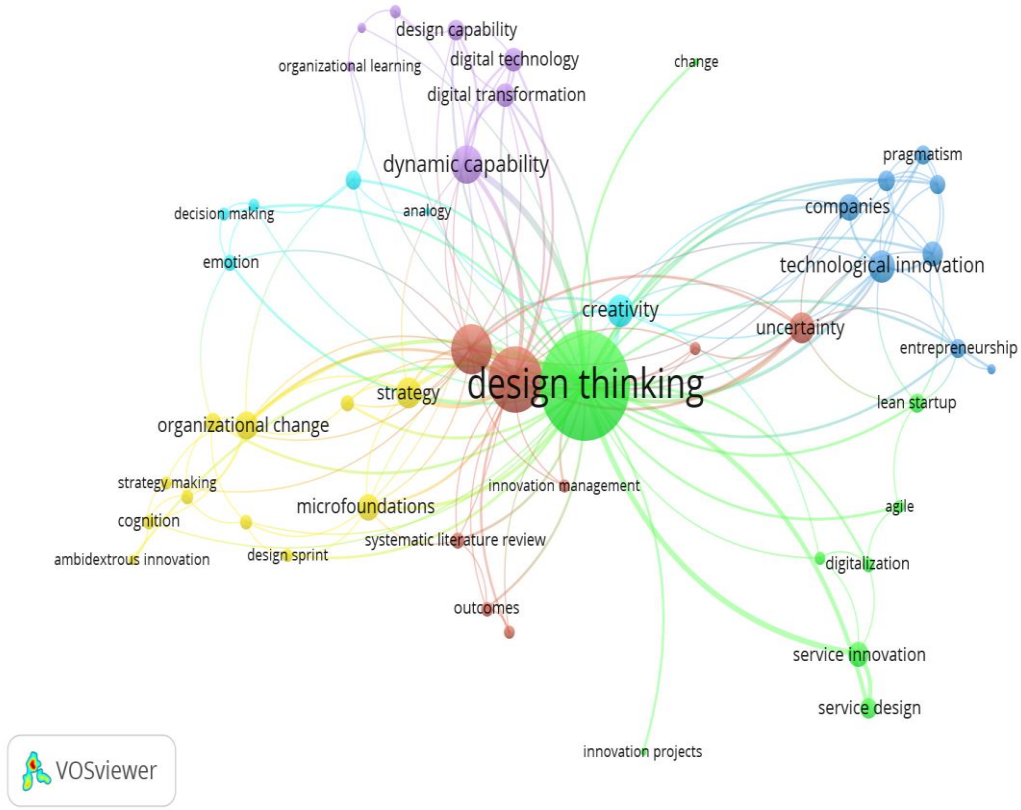 design capability
digital technology
organizational learning
change
digital transformation
pragmatism
dynamic capability
companies
decision making
analogy
emotion
technological innovation
creativity
uncertainty
entrepreneurship
design thinking
strategy
lean startup
organizational change
strategy making
innovation management
microfoundations
agile
cognition
systematic literature review
ambidextrous innovation
design sprint
digitalization
outcomes
service innovation
service design
innovation projects
VOSviewer